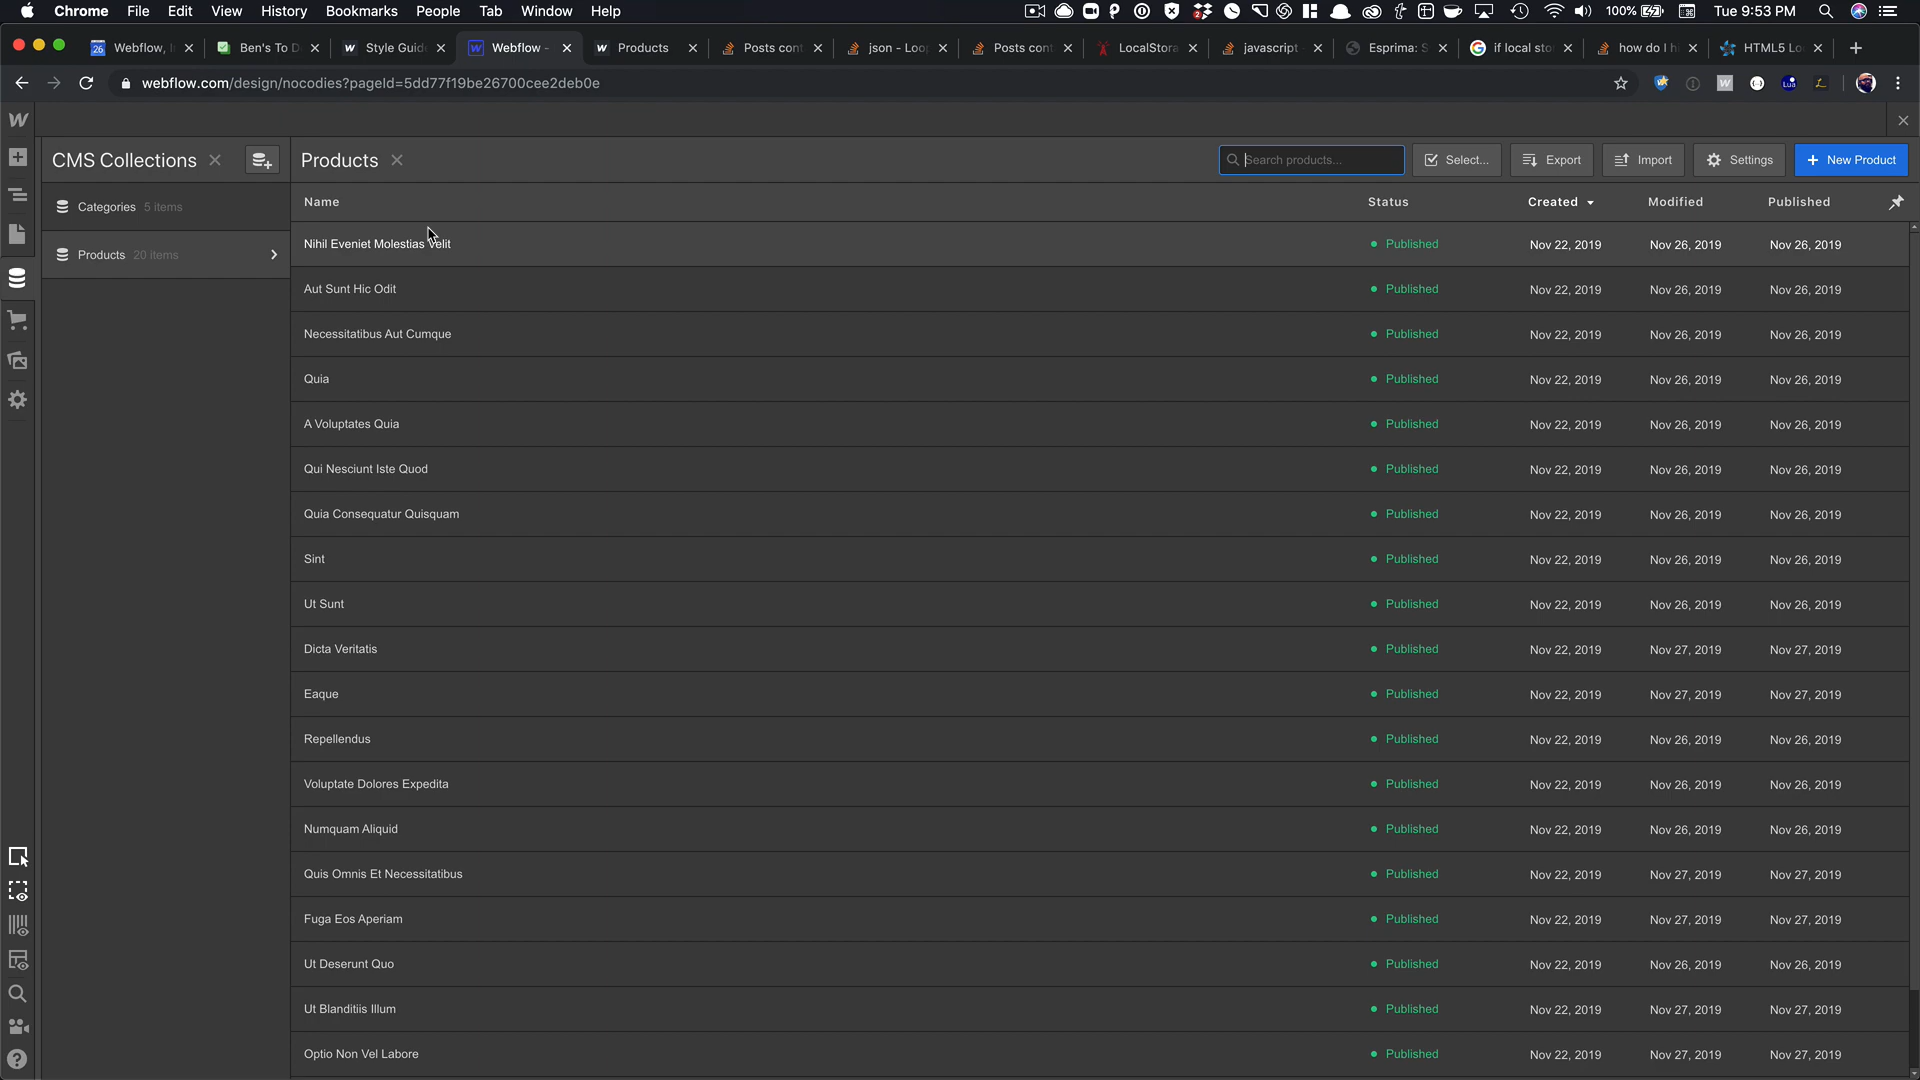 Chrome File Edit View History Bookmarks People Tab Window Help 2 100% Tue 9:53 PM
26 Webflow, Ben's To D Style Guide Webflow - Products Posts cont json - Loo Posts cont LocalStora javascript Esprima: S if local sto how do I h HTML5 Lo
webflow.com/design/nocodies?pageId=5dd77f19be26700cee2deb0e
CMS Collections
Products
Search products...
Select...
Export
Import
Settings
New Product
Categories 5 items
Products 20 items
Name Status Created Modified Published
Nihil Eveniet Molestias Velit Published Nov 22, 2019 Nov 26, 2019 Nov 26, 2019
Aut Sunt Hic Odit Published Nov 22, 2019 Nov 26, 2019 Nov 26, 2019
Necessitatibus Aut Cumque Published Nov 22, 2019 Nov 26, 2019 Nov 26, 2019
Quia Published Nov 22, 2019 Nov 26, 2019 Nov 26, 2019
A Voluptates Quia Published Nov 22, 2019 Nov 26, 2019 Nov 26, 2019
Qui Nesciunt Iste Quod Published Nov 22, 2019 Nov 26, 2019 Nov 26, 2019
Quia Consequatur Quisquam Published Nov 22, 2019 Nov 26, 2019 Nov 26, 2019
Sint Published Nov 22, 2019 Nov 26, 2019 Nov 26, 2019
Ut Sunt Published Nov 22, 2019 Nov 26, 2019 Nov 26, 2019
Dicta Veritatis Published Nov 22, 2019 Nov 27, 2019 Nov 27, 2019
Eaque Published Nov 22, 2019 Nov 27, 2019 Nov 27, 2019
Repellendus Published Nov 22, 2019 Nov 26, 2019 Nov 26, 2019
Voluptate Dolores Expedita Published Nov 22, 2019 Nov 26, 2019 Nov 26, 2019
Numquam Aliquid Published Nov 22, 2019 Nov 26, 2019 Nov 26, 2019
Quis Omnis Et Necessitatibus Published Nov 22, 2019 Nov 27, 2019 Nov 27, 2019
Fuga Eos Aperiam Published Nov 22, 2019 Nov 27, 2019 Nov 27, 2019
Ut Deserunt Quo Published Nov 22, 2019 Nov 26, 2019 Nov 26, 2019
Ut Blanditiis Illum Published Nov 22, 2019 Nov 27, 2019 Nov 27, 2019
Optio Non Vel Labore Published Nov 22, 2019 Nov 27, 2019 Nov 27, 2019